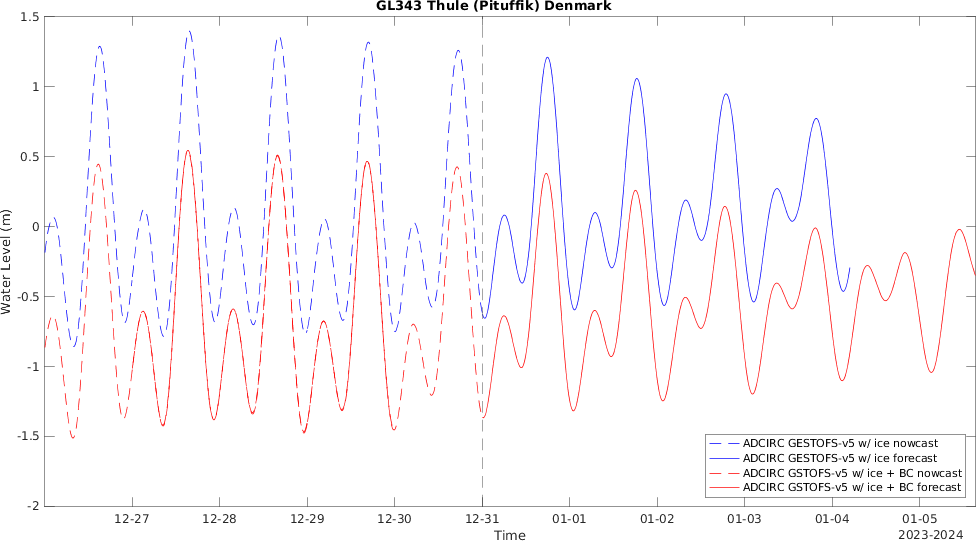 GL343 Thule (Pituffik) Denmark
1.5
1
0.5
0
-0.5
-1
-1.5
-2
Water Level (m)
12-27 12-28 12-29 12-30 12-31 01-01 01-02 01-03 01-04 01-05
Time
2023-2024
ADCIRC GESTOFS-v5 w/ ice nowcast
ADCIRC GESTOFS-v5 w/ ice forecast
ADCIRC GSTOFS-v5 w/ ice + BC nowcast
ADCIRC GSTOFS-v5 w/ ice + BC forecast